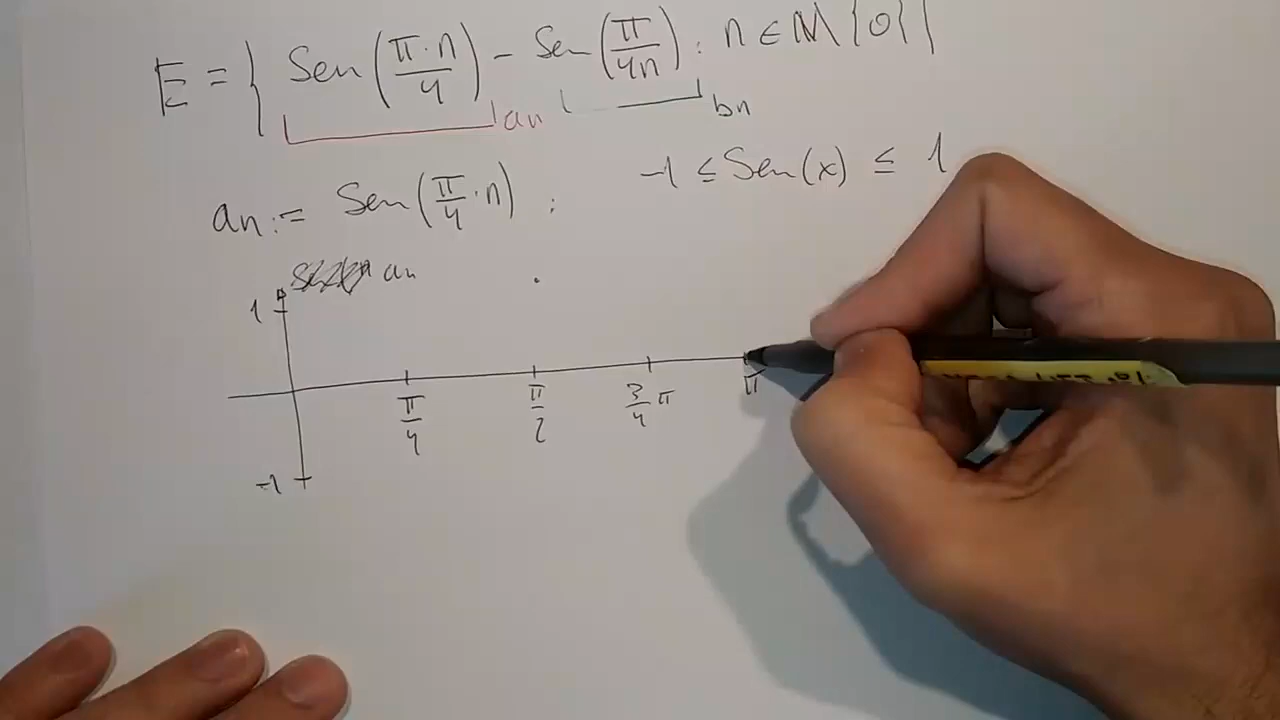 E = { Sen(π·n/4) - Sen(π/4n) : n ∈ N \ {0} }
an bn
an := Sen(π/4 · n) : -1 ≤ Sen(x) ≤ 1
an
1
π/4 π/2 3/4 π π
-1